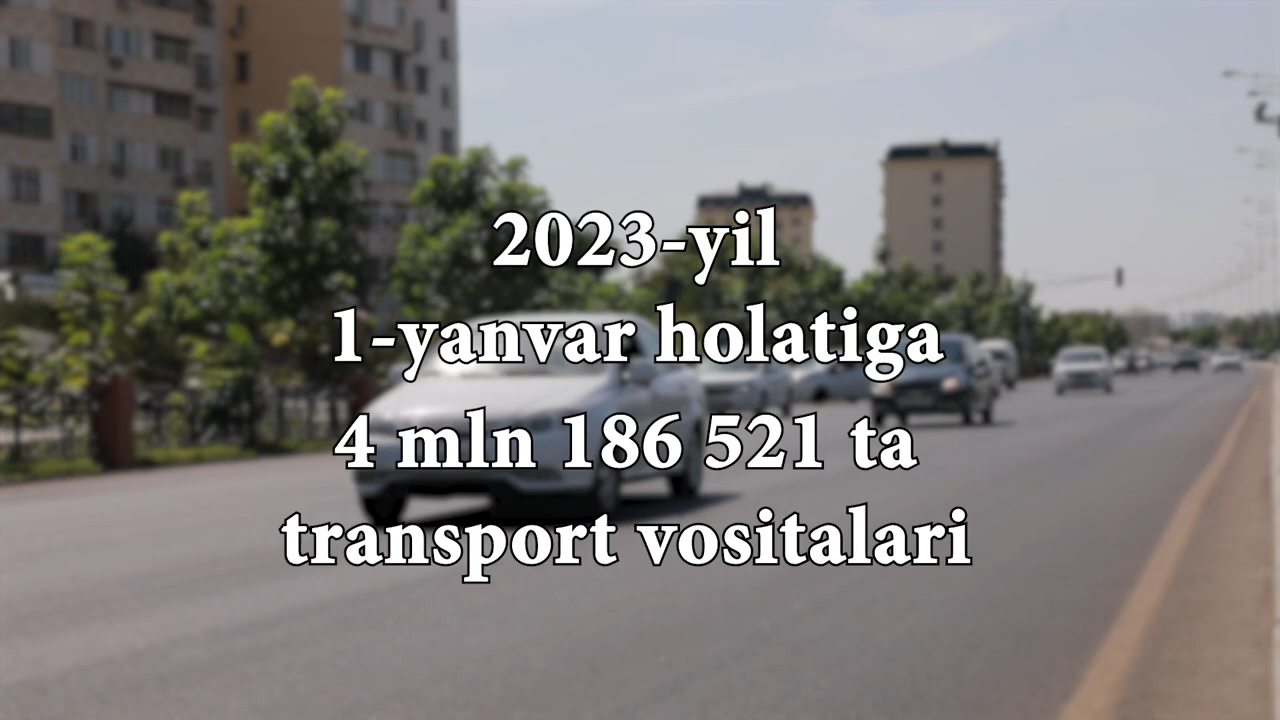 2023-yil
1-yanvar holatiga
4 mln 186 521 ta
transport vositalari